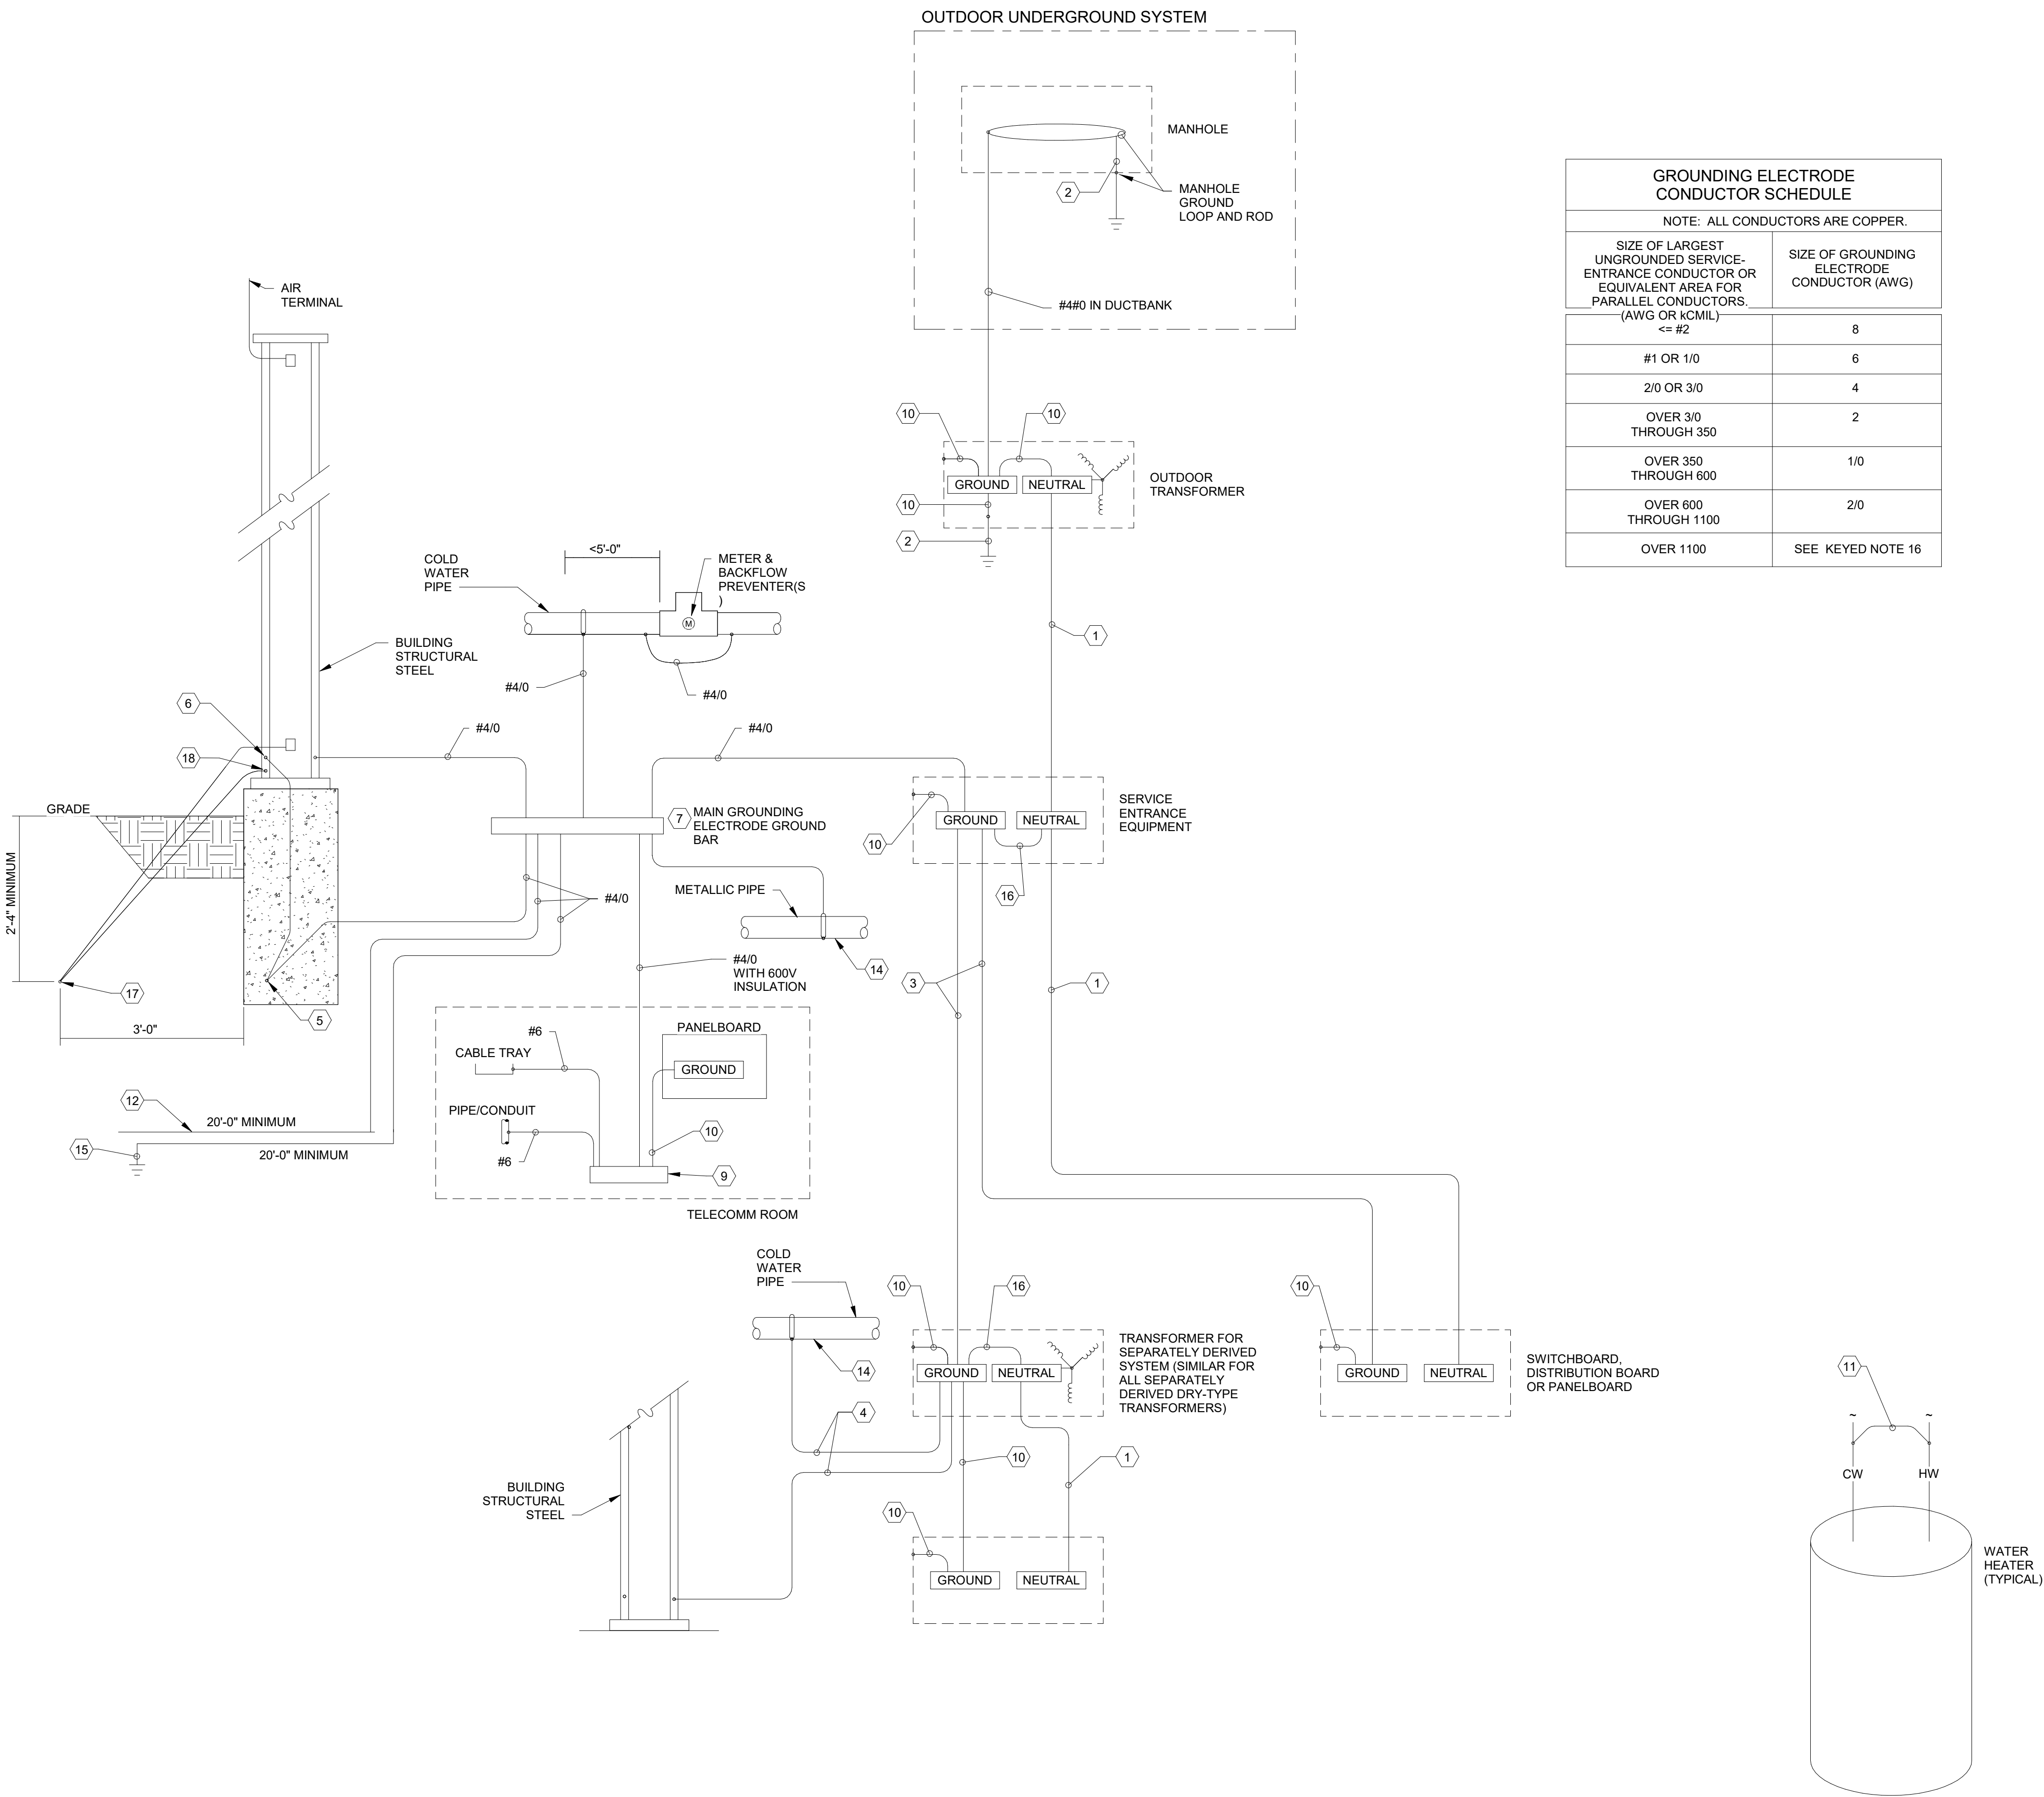 OUTDOOR UNDERGROUND SYSTEM
MANHOLE
2
MANHOLE
GROUND
LOOP AND ROD
#4#0 IN DUCTBANK
GROUNDING ELECTRODE
CONDUCTOR SCHEDULE
NOTE: ALL CONDUCTORS ARE COPPER.
SIZE OF LARGEST
UNGROUNDED SERVICE-
ENTRANCE CONDUCTOR OR
EQUIVALENT AREA FOR
PARALLEL CONDUCTORS.
(AWG OR kCMIL)
SIZE OF GROUNDING
ELECTRODE
CONDUCTOR (AWG)
<= #2
8
#1 OR 1/0
6
2/0 OR 3/0
4
OVER 3/0
THROUGH 350
2
OVER 350
THROUGH 600
1/0
OVER 600
THROUGH 1100
2/0
OVER 1100
SEE KEYED NOTE 16
AIR
TERMINAL
10
10
GROUND
NEUTRAL
OUTDOOR
TRANSFORMER
10
2
1
<5'-0"
COLD
WATER
PIPE
METER &
BACKFLOW
PREVENTER(S
)
M
BUILDING
STRUCTURAL
STEEL
#4/0
#4/0
6
18
#4/0
#4/0
GRADE
2'-4" MINIMUM
7
MAIN GROUNDING
ELECTRODE GROUND
BAR
10
GROUND
NEUTRAL
SERVICE
ENTRANCE
EQUIPMENT
16
#4/0
METALLIC PIPE
14
#4/0
WITH 600V
INSULATION
3
1
17
5
3'-0"
#6
PANELBOARD
CABLE TRAY
GROUND
PIPE/CONDUIT
10
#6
9
TELECOMM ROOM
12
20'-0" MINIMUM
15
20'-0" MINIMUM
COLD
WATER
PIPE
14
10
16
GROUND
NEUTRAL
TRANSFORMER FOR
SEPARATELY DERIVED
SYSTEM (SIMILAR FOR
ALL SEPARATELY
DERIVED DRY-TYPE
TRANSFORMERS)
10
GROUND
NEUTRAL
SWITCHBOARD,
DISTRIBUTION BOARD
OR PANELBOARD
4
10
1
BUILDING
STRUCTURAL
STEEL
10
GROUND
NEUTRAL
11
~
~
CW
HW
WATER
HEATER
(TYPICAL)